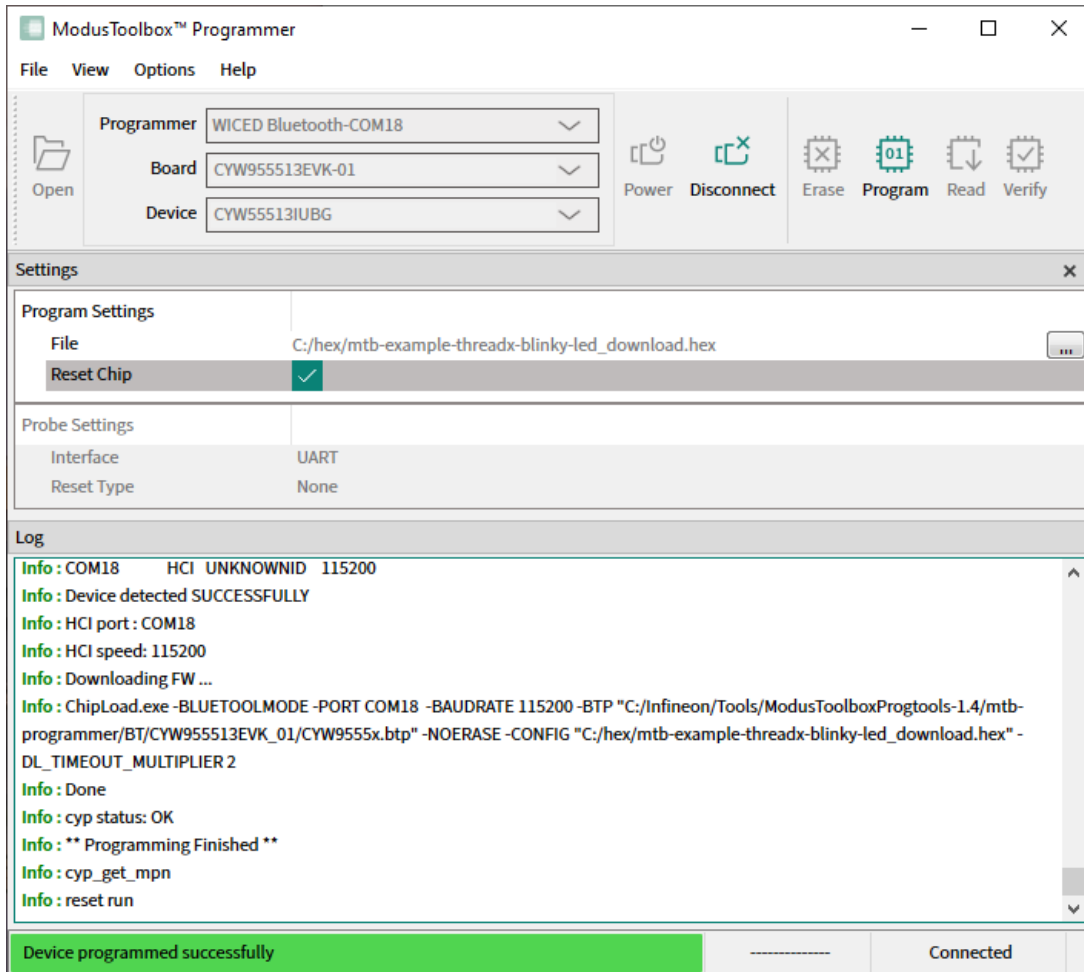 ModusToolbox™ Programmer
File View Options Help
Open
Programmer WICED Bluetooth-COM18
Board CYW955513EVK-01
Device CYW55513IUBG
Power Disconnect Erase Program Read Verify
Settings
Program Settings
File C:/hex/mtb-example-threadx-blinky-led_download.hex ...
Reset Chip
Probe Settings
Interface UART
Reset Type None
Log
Info : COM18 HCI UNKNOWNID 115200
Info : Device detected SUCCESSFULLY
Info : HCI port : COM18
Info : HCI speed: 115200
Info : Downloading FW ...
Info : ChipLoad.exe -BLUETOOLMODE -PORT COM18 -BAUDRATE 115200 -BTP "C:/Infineon/Tools/ModusToolboxProgtools-1.4/mtb-
programmer/BT/CYW955513EVK_01/CYW9555x.btp" -NOERASE -CONFIG "C:/hex/mtb-example-threadx-blinky-led_download.hex" -
DL_TIMEOUT_MULTIPLIER 2
Info : Done
Info : cyp status: OK
Info : ** Programming Finished **
Info : cyp_get_mpn
Info : reset run
Device programmed successfully -------------- Connected